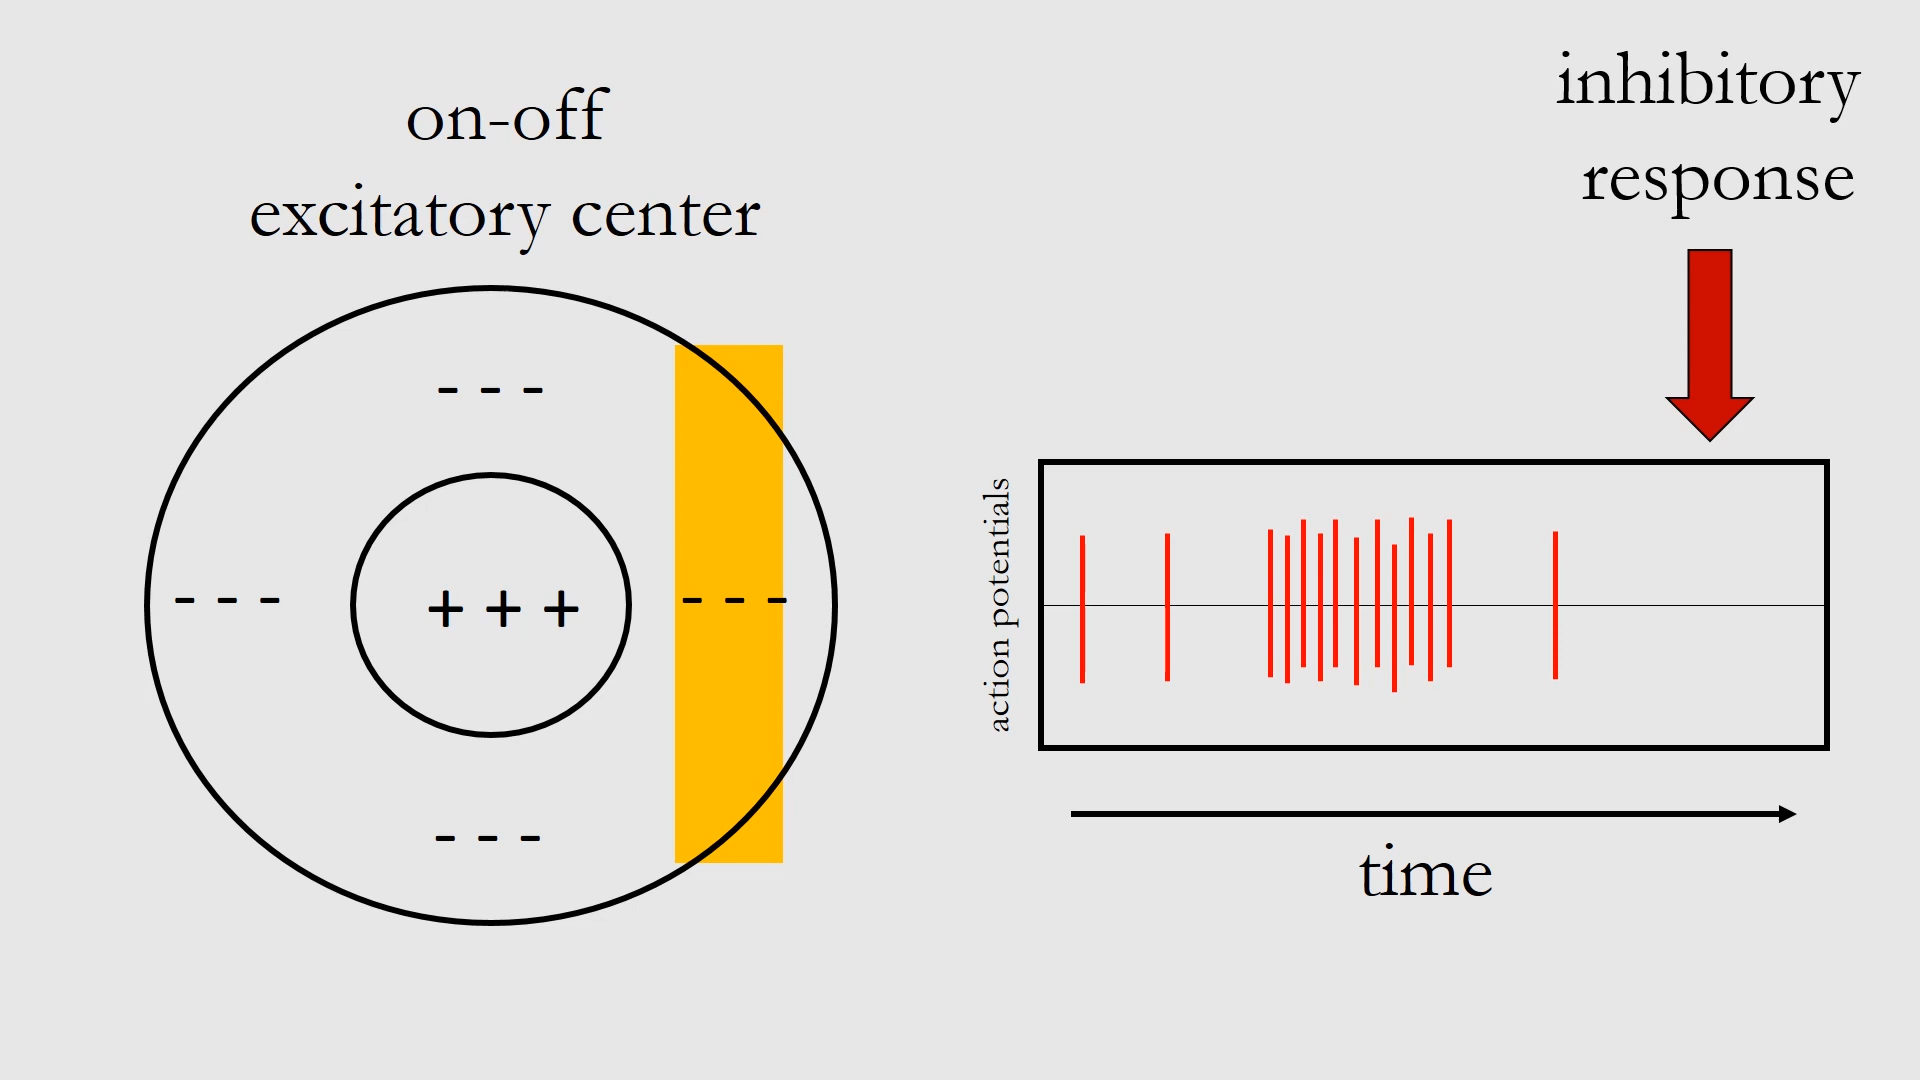 on-off
excitatory center
- - -
- - -
+ + +
- - -
- - -
inhibitory
response
action potentials
time